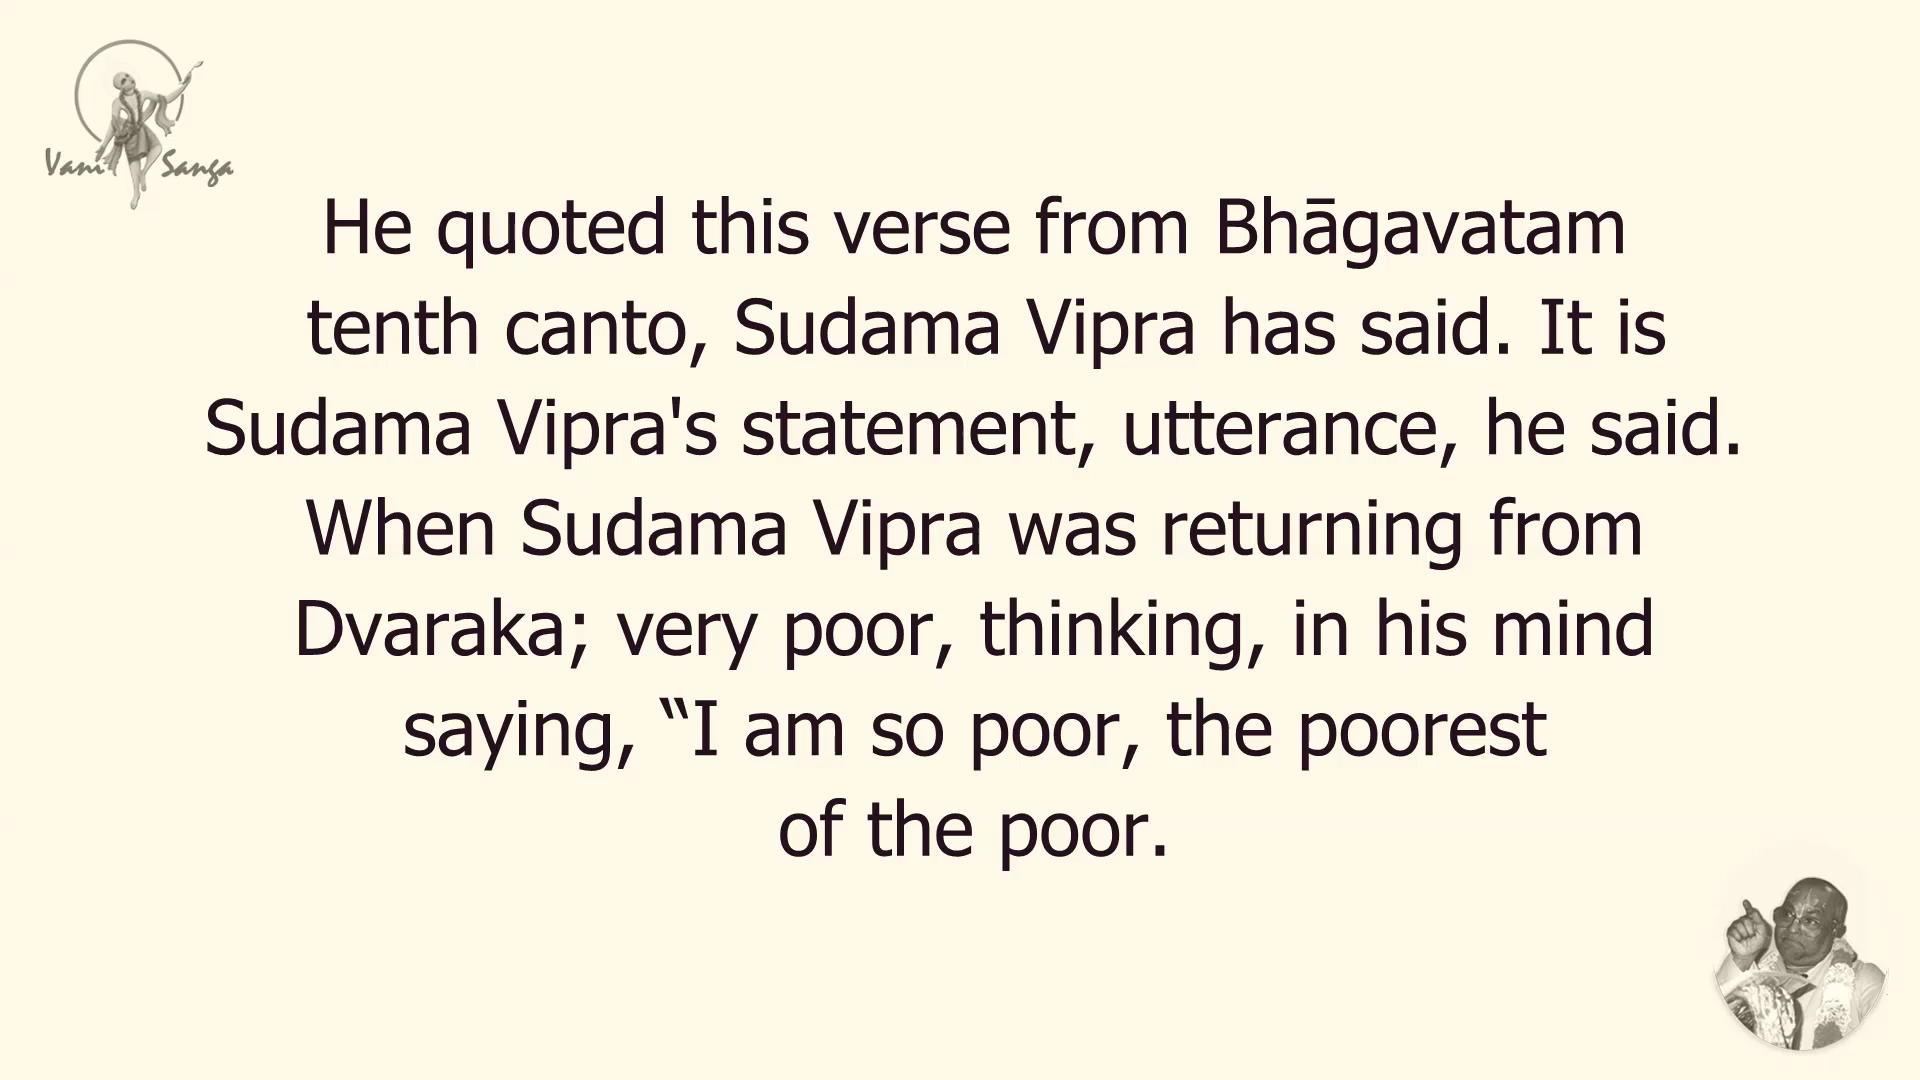 Vani Sanga
He quoted this verse from Bhāgavatam
tenth canto, Sudama Vipra has said. It is
Sudama Vipra's statement, utterance, he said.
When Sudama Vipra was returning from
Dvaraka; very poor, thinking, in his mind
saying, “I am so poor, the poorest
of the poor.